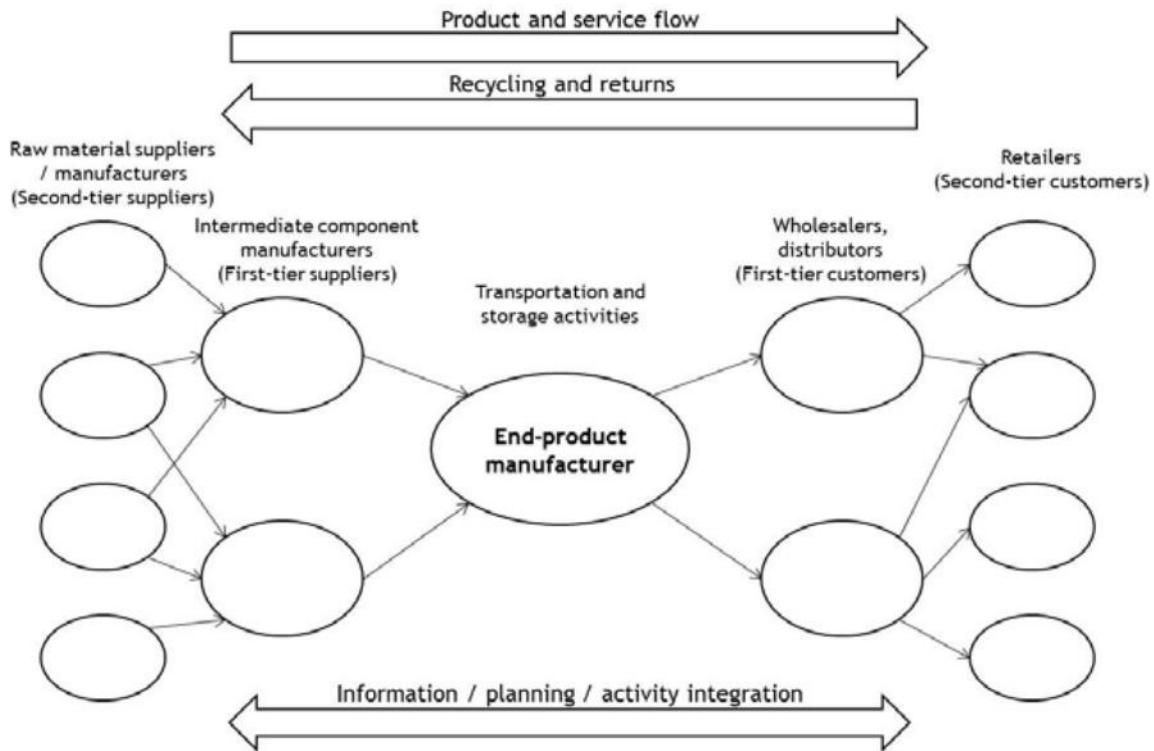 Product and service flow
Recycling and returns
Raw material suppliers
/ manufacturers
(Second-tier suppliers)
Retailers
(Second-tier customers)
Intermediate component
manufacturers
(First-tier suppliers)
Wholesalers,
distributors
(First-tier customers)
Transportation and
storage activities
End-product
manufacturer
Information / planning / activity integration